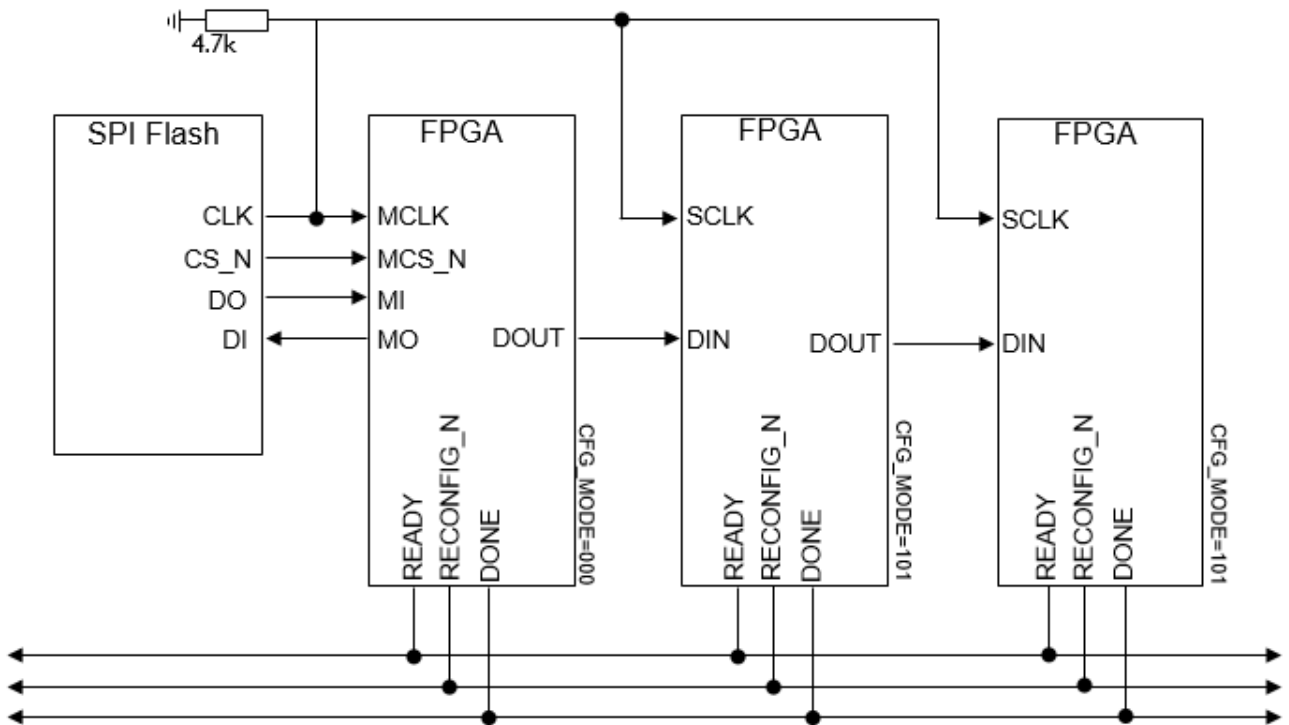 4.7k
SPI Flash
CLK
CS_N
DO
DI
FPGA
MCLK
MCS_N
MI
MO
DOUT
READY
RECONFIG_N
DONE
CFG_MODE=000
FPGA
SCLK
DIN
DOUT
READY
RECONFIG_N
DONE
CFG_MODE=101
FPGA
SCLK
DIN
READY
RECONFIG_N
DONE
CFG_MODE=101